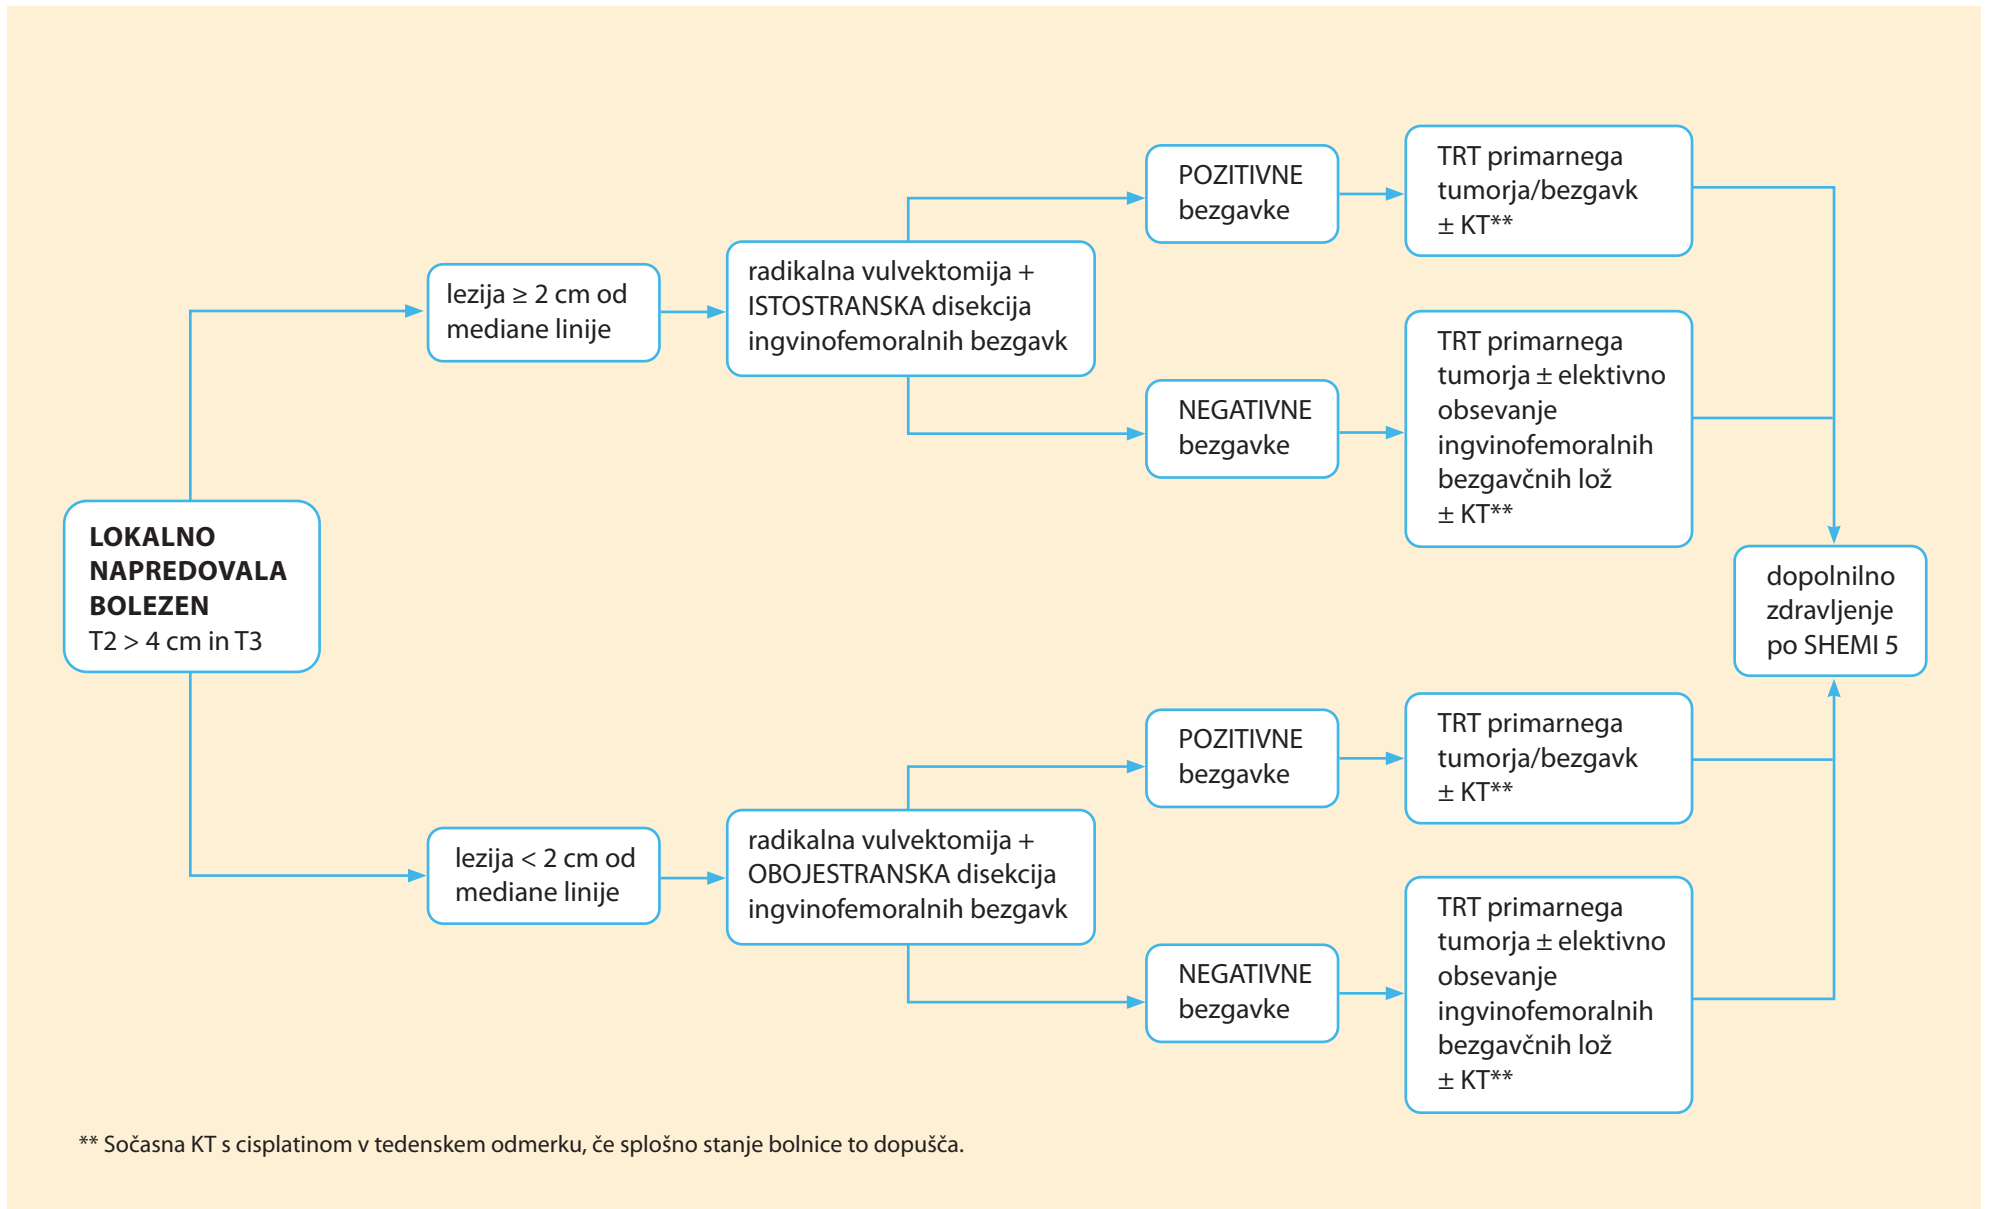 LOKALNO
NAPREDOVALA
BOLEZEN
T2 > 4 cm in T3
lezija ≥ 2 cm od
mediane linije
radikalna vulvektomija +
ISTOSTRANSKA disekcija
ingvinofemoralnih bezgavk
POZITIVNE
bezgavke
TRT primarnega
tumorja/bezgavk
± KT**
NEGATIVNE
bezgavke
TRT primarnega
tumorja ± elektivno
obsevanje
ingvinofemoralnih
bezgavčnih lož
± KT**
lezija < 2 cm od
mediane linije
radikalna vulvektomija +
OBOJESTRANSKA disekcija
ingvinofemoralnih bezgavk
POZITIVNE
bezgavke
TRT primarnega
tumorja/bezgavk
± KT**
NEGATIVNE
bezgavke
TRT primarnega
tumorja ± elektivno
obsevanje
ingvinofemoralnih
bezgavčnih lož
± KT**
dopolnilno
zdravljenje
po SHEMI 5
** Sočasna KT s cisplatinom v tedenskem odmerku, če splošno stanje bolnice to dopušča.